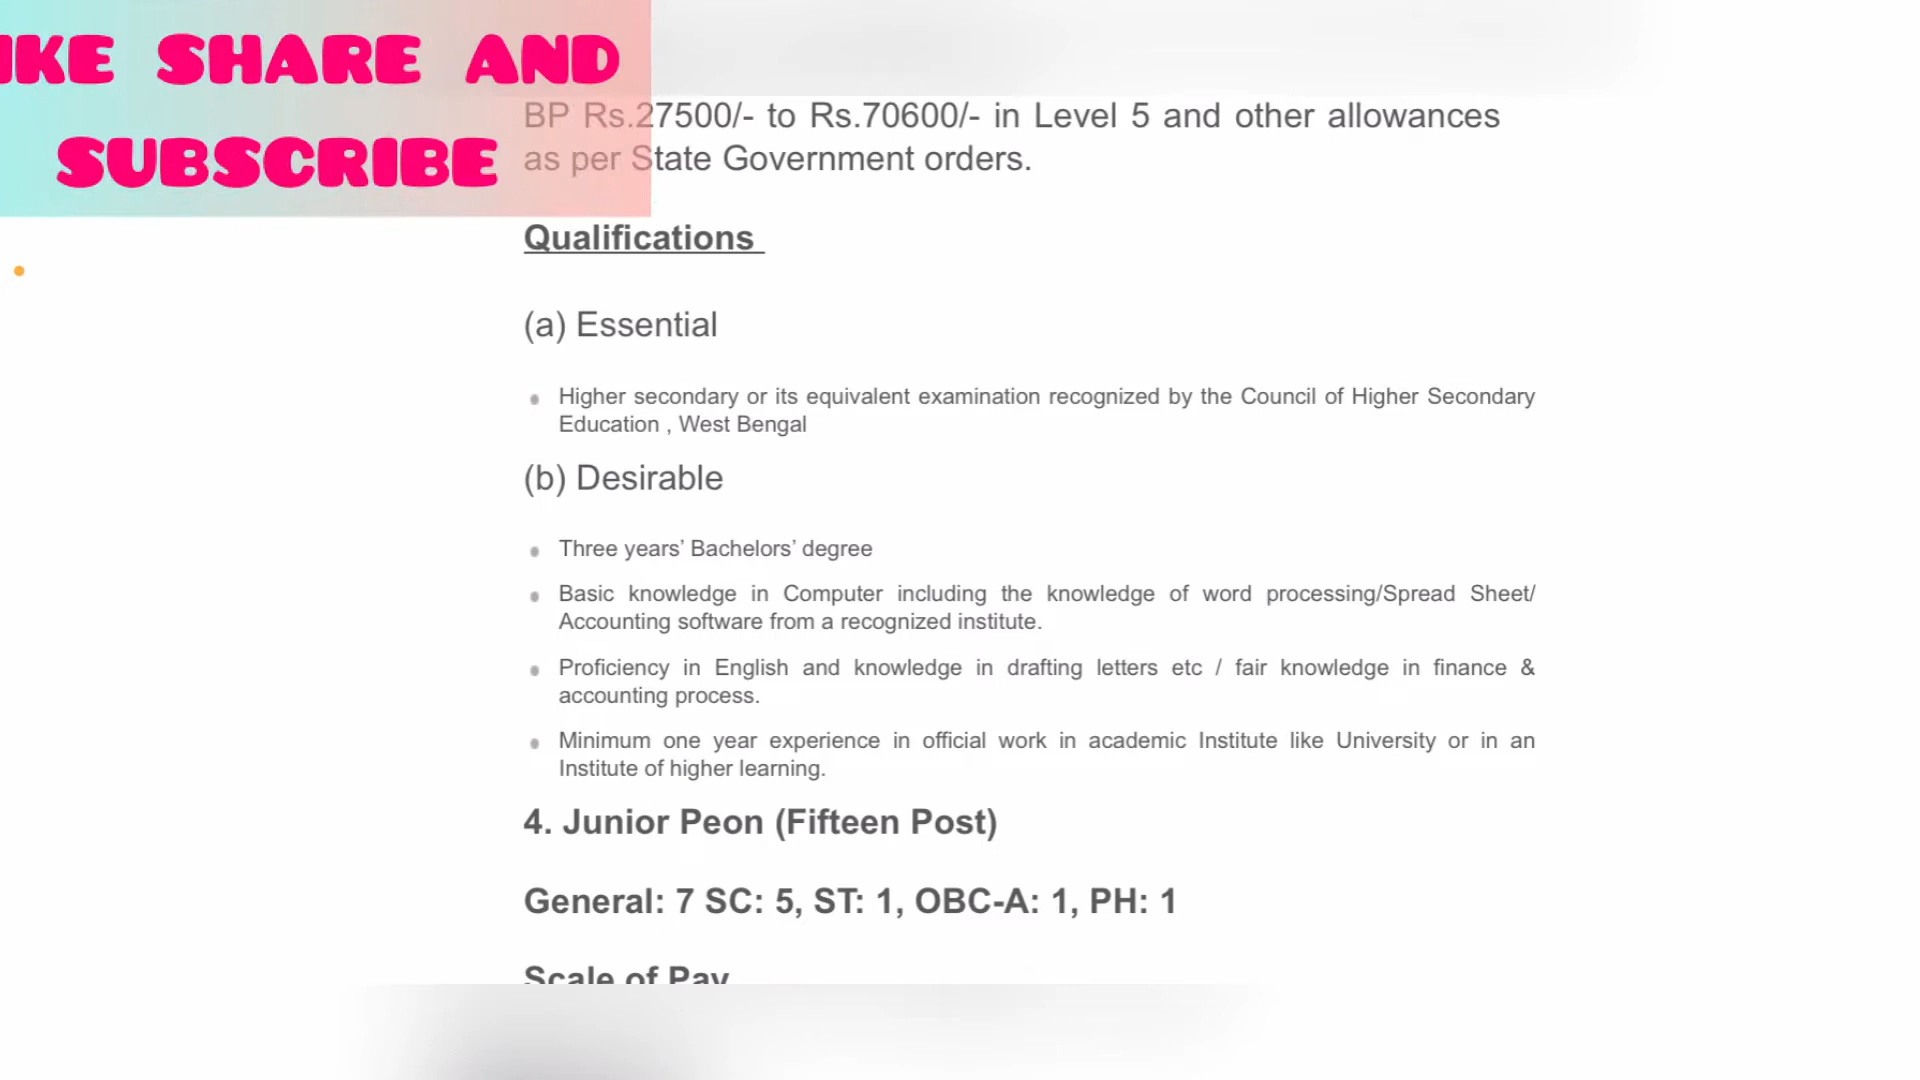 IKE SHARE AND
SUBSCRIBE
BP Rs.27500/- to Rs.70600/- in Level 5 and other allowances
as per State Government orders.
Qualifications
(a) Essential
Higher secondary or its equivalent examination recognized by the Council of Higher Secondary
Education , West Bengal
(b) Desirable
Three years’ Bachelors’ degree
Basic knowledge in Computer including the knowledge of word processing/Spread Sheet/
Accounting software from a recognized institute.
Proficiency in English and knowledge in drafting letters etc / fair knowledge in finance &
accounting process.
Minimum one year experience in official work in academic Institute like University or in an
Institute of higher learning.
4. Junior Peon (Fifteen Post)
General: 7 SC: 5, ST: 1, OBC-A: 1, PH: 1
Scale of Pay